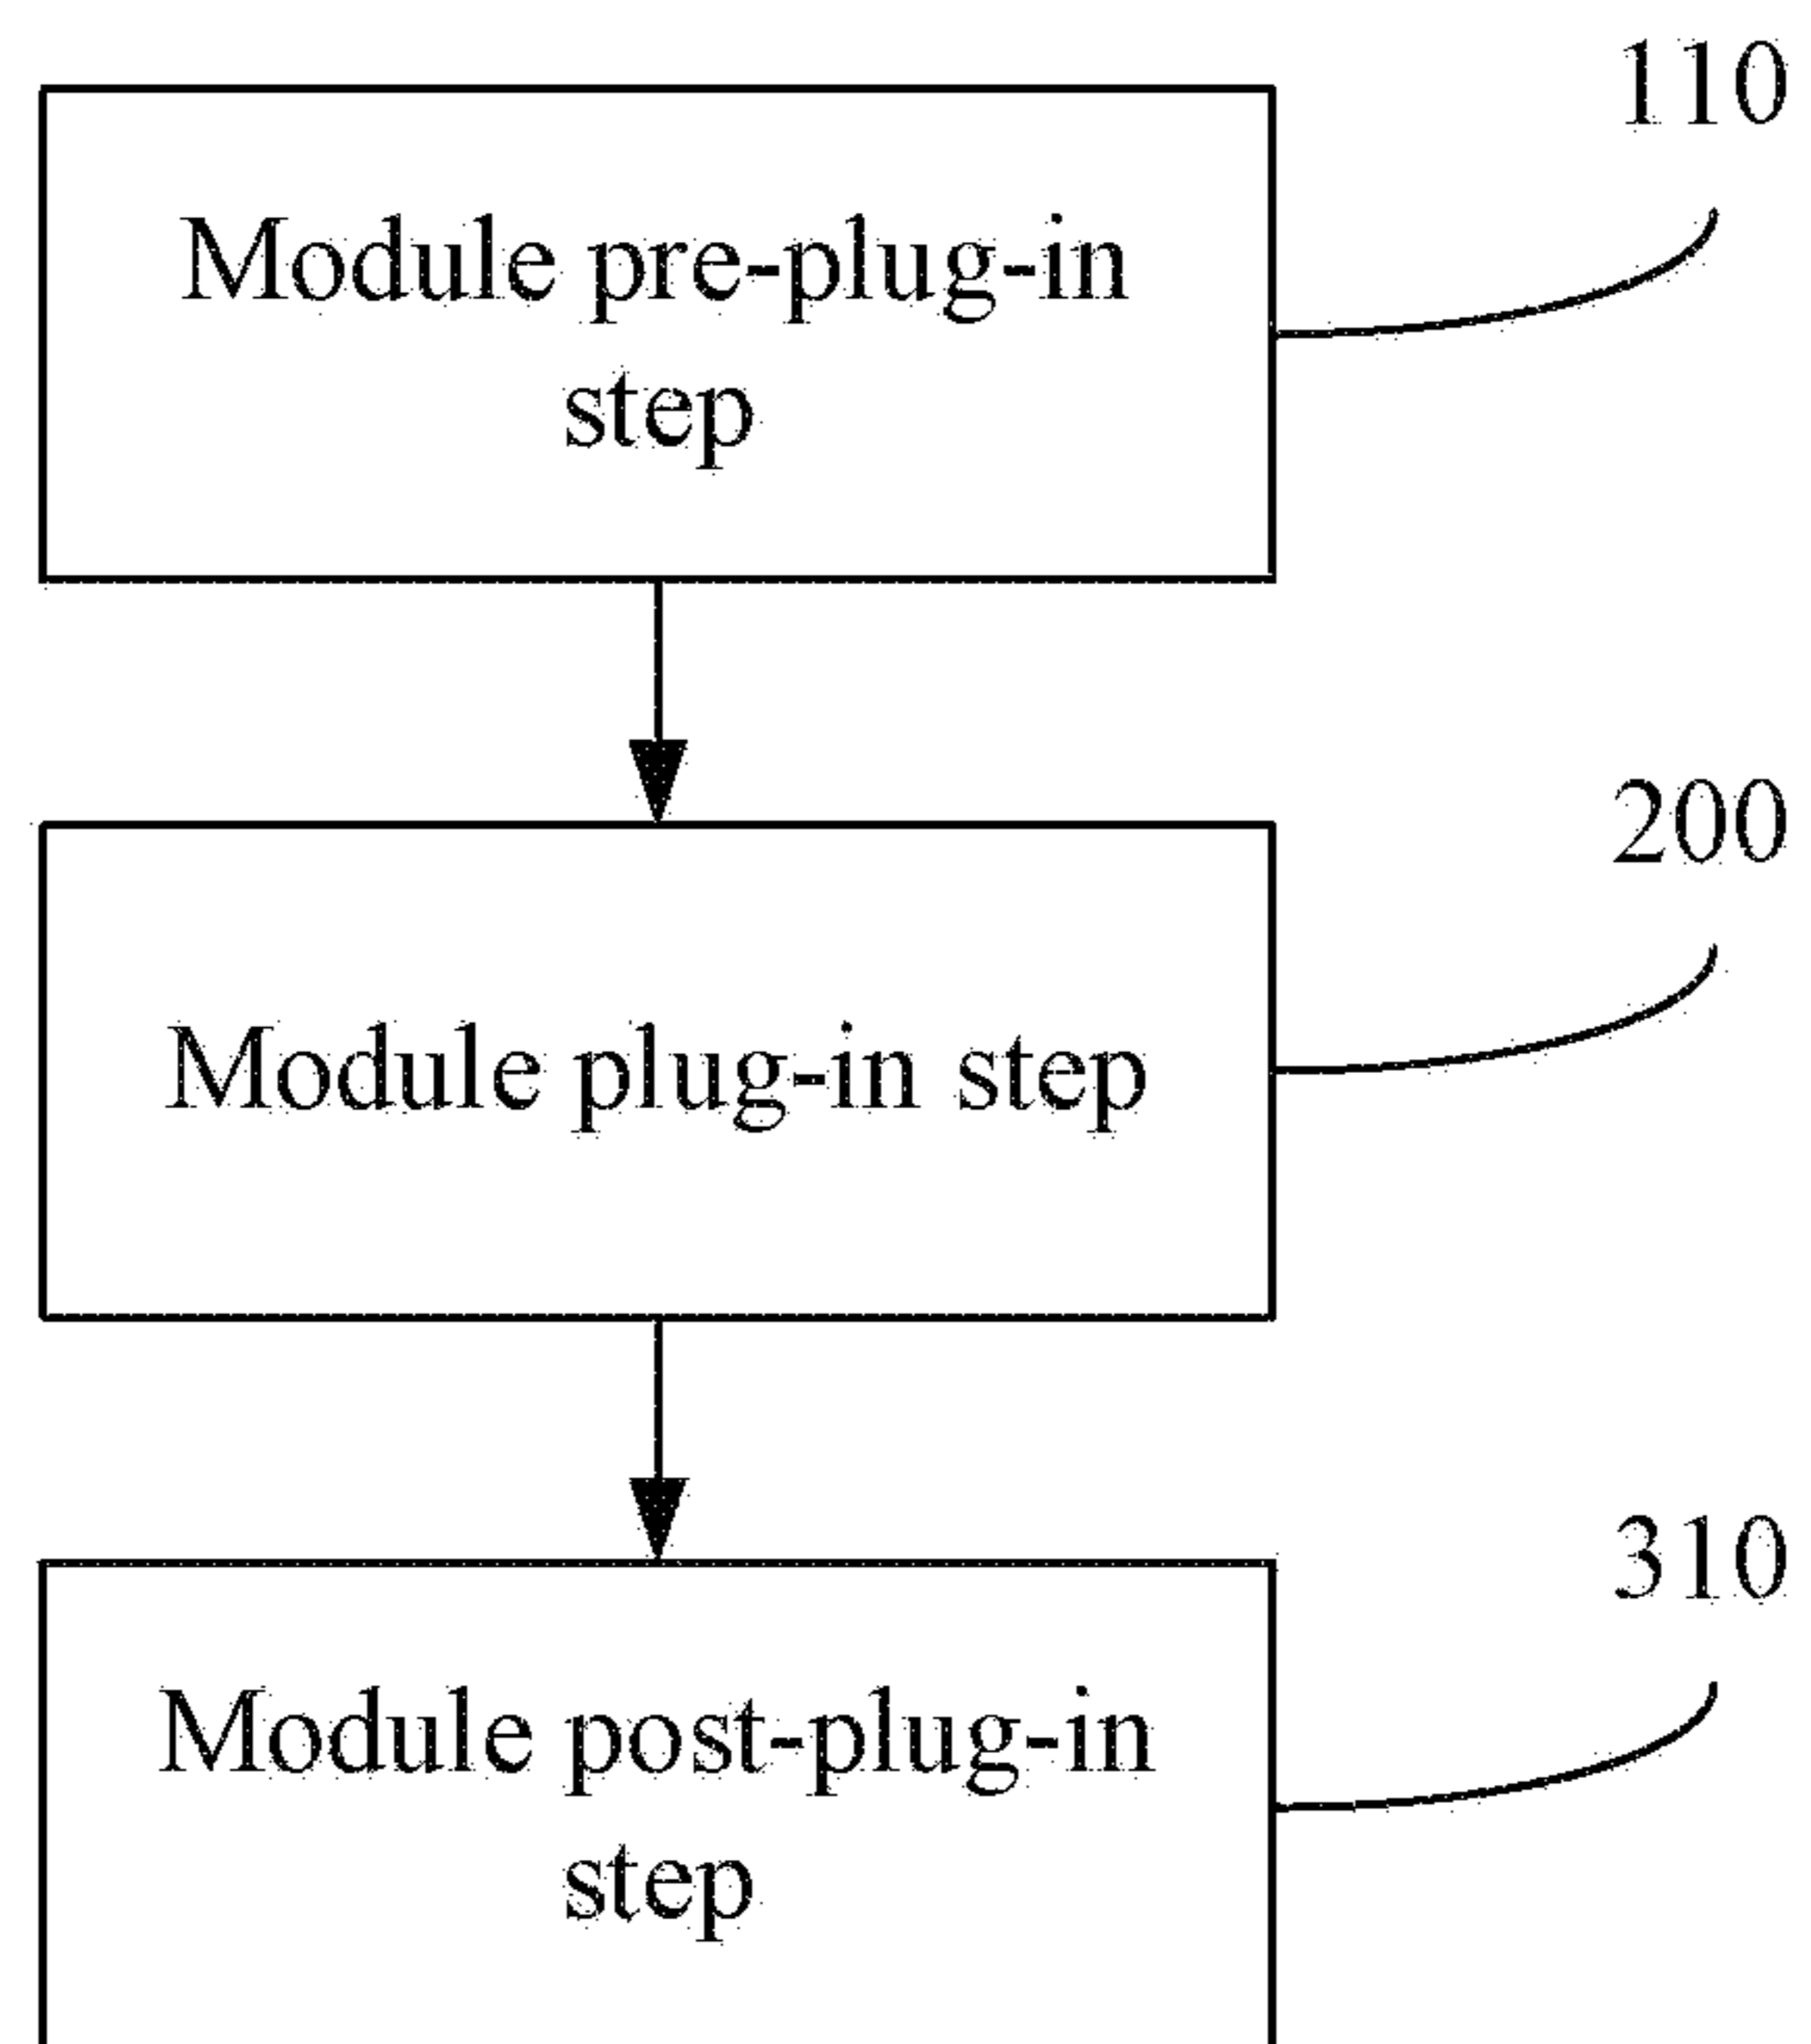 110
Module pre-plug-in
step
200
Module plug-in step
310
Module post-plug-in
step